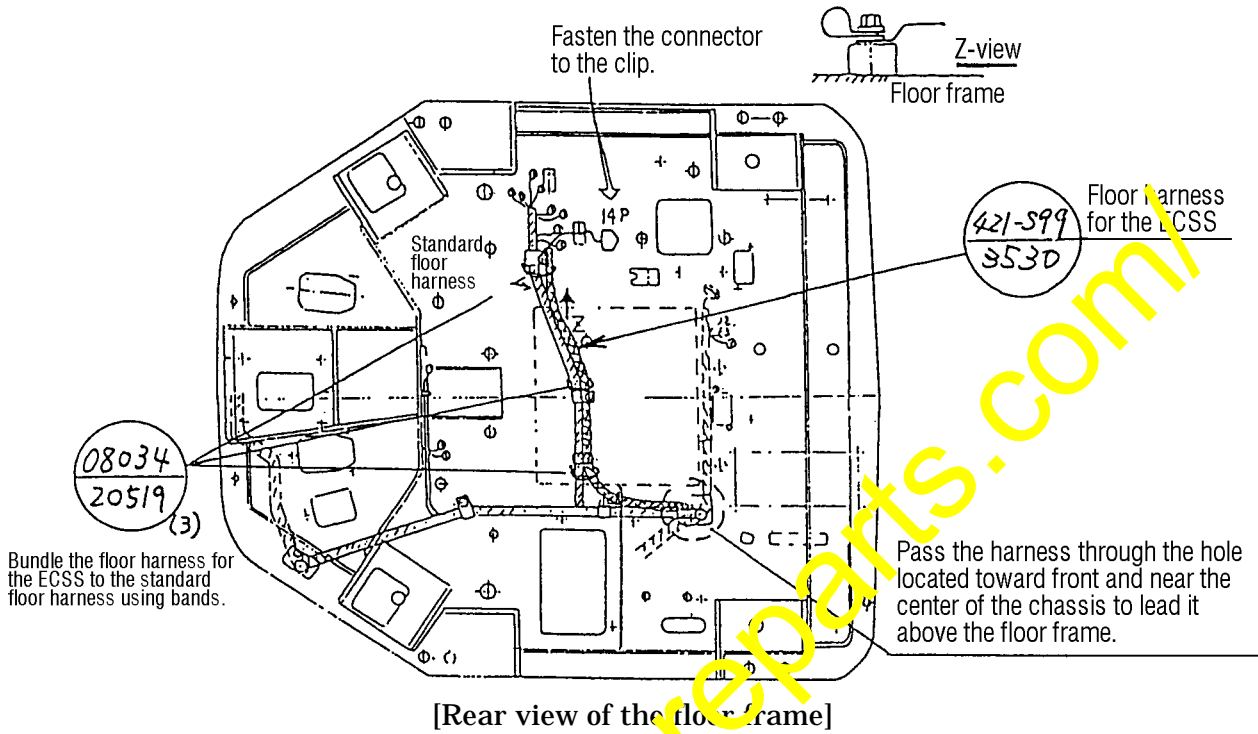 Fasten the connector
to the clip.
Z-view
Floor frame
14P
Standard
floor
harness
Z
421-S99
3530
Floor harness
for the ECSS
08034
20519
(3)
Bundle the floor harness for
the ECSS to the standard
floor harness using bands.
Pass the harness through the hole
located toward front and near the
center of the chassis to lead it
above the floor frame.
[Rear view of the floor frame]
reparts.com/